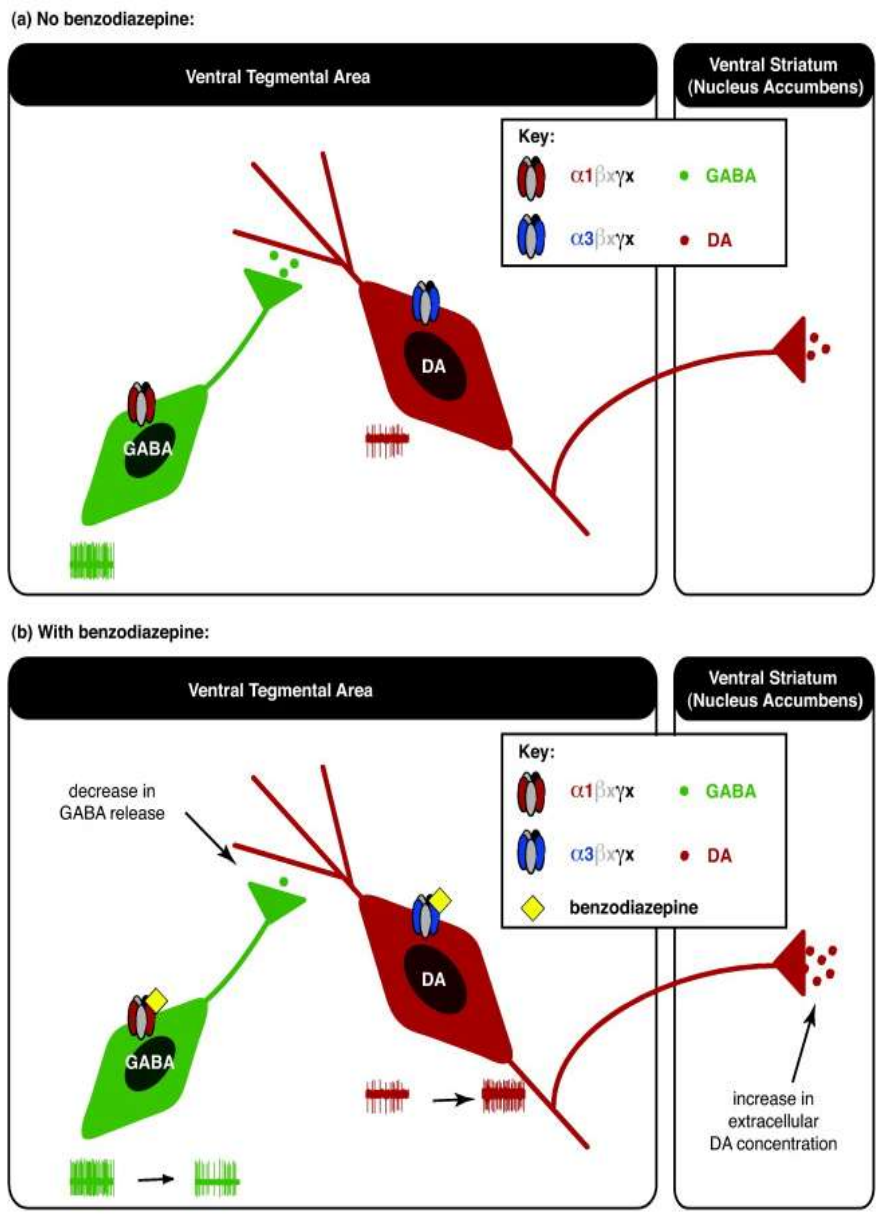 (a) No benzodiazepine:
Ventral Tegmental Area
Ventral Striatum
(Nucleus Accumbens)
Key:
α1βxγx
GABA
α3βxγx
DA
DA
GABA
(b) With benzodiazepine:
Ventral Tegmental Area
Ventral Striatum
(Nucleus Accumbens)
Key:
α1βxγx
GABA
α3βxγx
DA
benzodiazepine
decrease in
GABA release
DA
GABA
increase in
extracellular
DA concentration